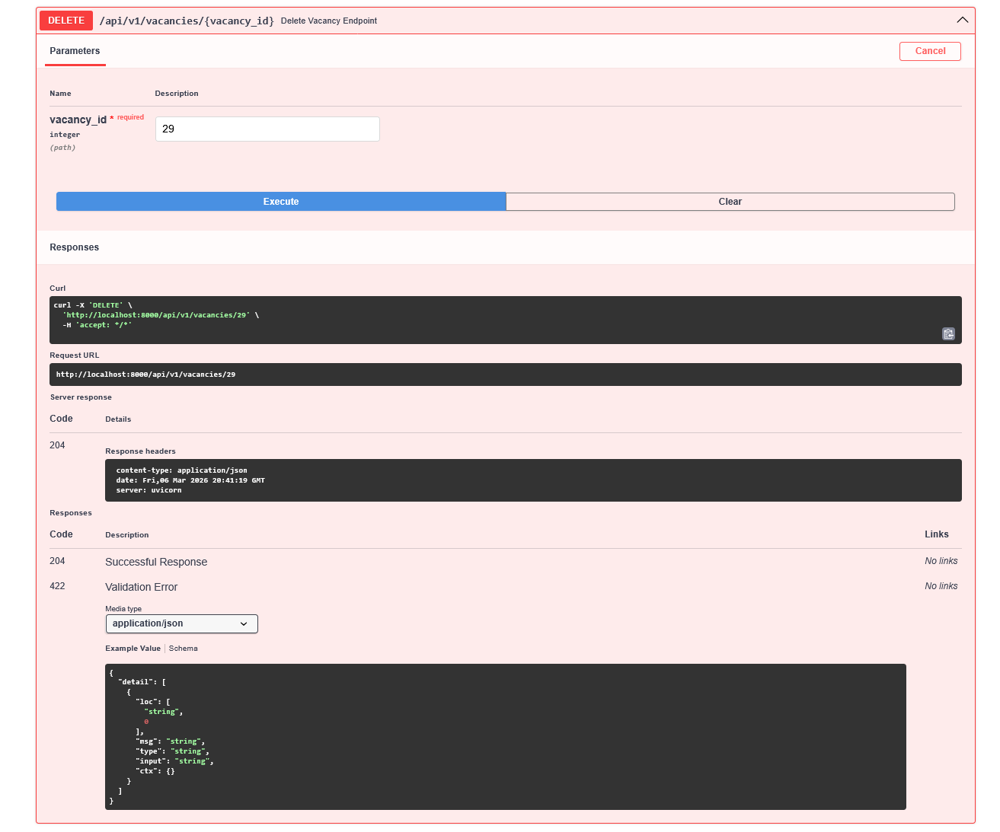 DELETE /api/v1/vacancies/{vacancy_id} Delete Vacancy Endpoint
Parameters Cancel
Name Description
vacancy_id * required
integer
(path)
29
Execute Clear
Responses
Curl
curl -X 'DELETE' \
  'http://localhost:8000/api/v1/vacancies/29' \
  -H 'accept: */*'
Request URL
http://localhost:8000/api/v1/vacancies/29
Server response
Code Details
204
Response headers
content-type: application/json
date: Fri,06 Mar 2026 20:41:19 GMT
server: uvicorn
Responses
Code Description Links
204 Successful Response No links
422 Validation Error No links
Media type
application/json
Example Value Schema
{
  "detail": [
    {
      "loc": [
        "string",
        0
      ],
      "msg": "string",
      "type": "string",
      "input": "string",
      "ctx": {}
    }
  ]
}